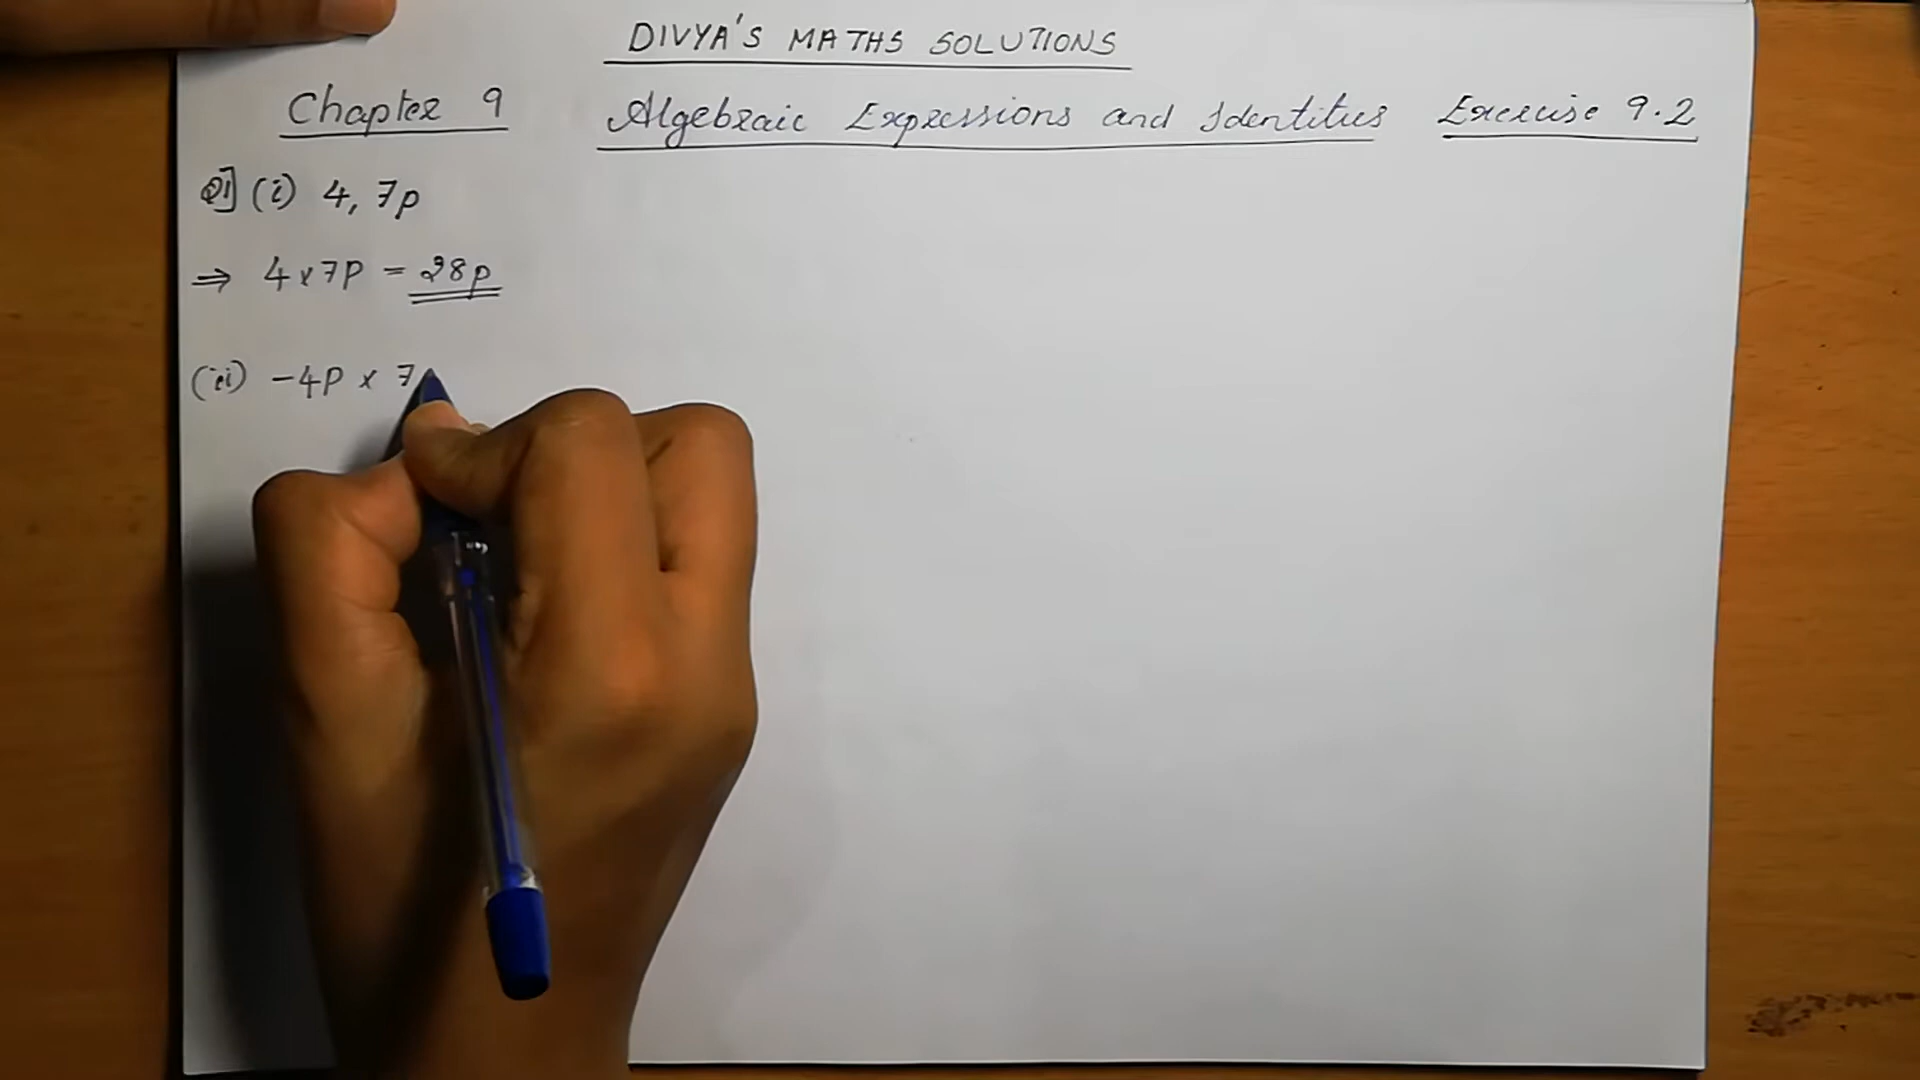 DIVYA'S MATHS SOLUTIONS
Chapter 9 Algebraic Expressions and Identities Exercise 9.2
Q1] (i) 4, 7p
⇒ 4 × 7p = 28p
(ii) -4p × 7